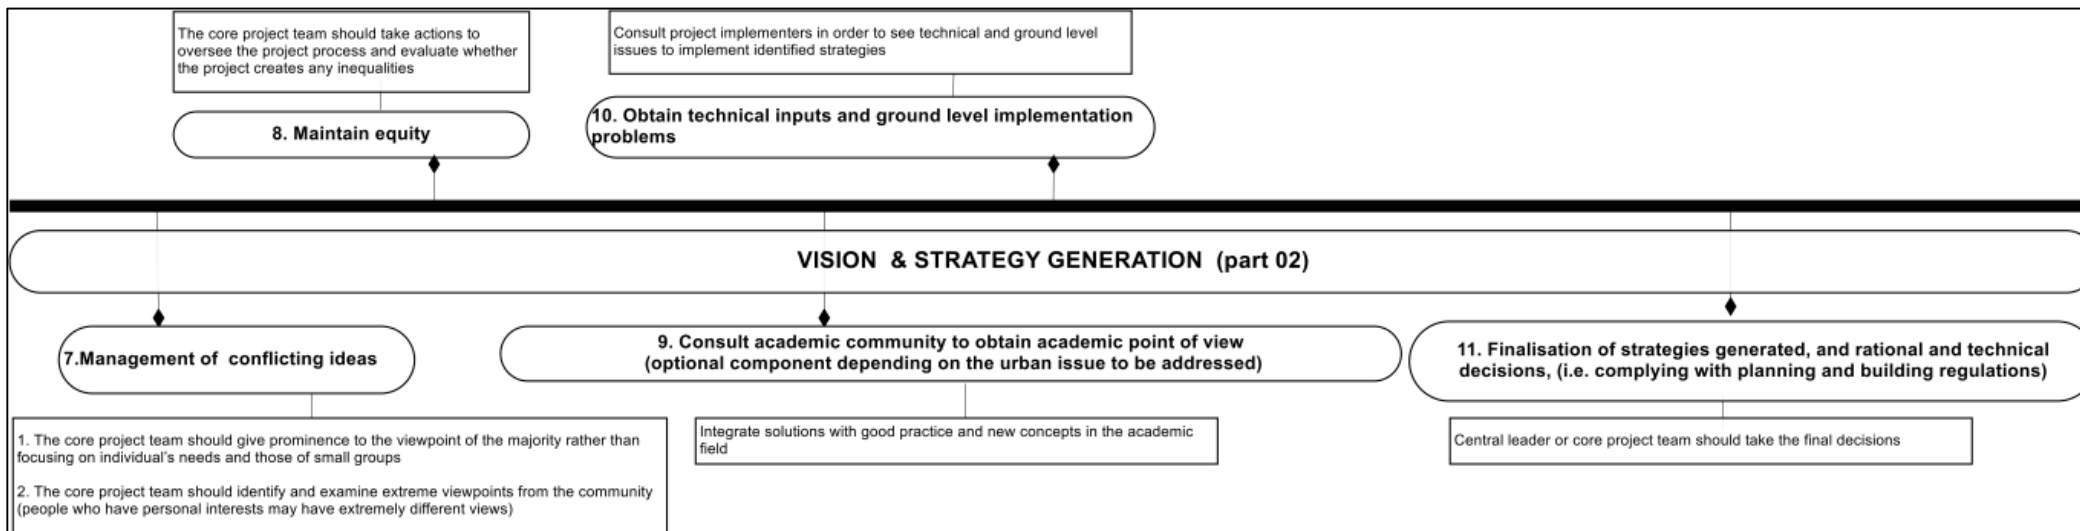 The core project team should take actions to
oversee the project process and evaluate whether
the project creates any inequalities
Consult project implementers in order to see technical and ground level
issues to implement identified strategies
8. Maintain equity
10. Obtain technical inputs and ground level implementation
problems
VISION & STRATEGY GENERATION (part 02)
7.Management of conflicting ideas
9. Consult academic community to obtain academic point of view
(optional component depending on the urban issue to be addressed)
11. Finalisation of strategies generated, and rational and technical
decisions, (i.e. complying with planning and building regulations)
1. The core project team should give prominence to the viewpoint of the majority rather than
focusing on individual's needs and those of small groups
2. The core project team should identify and examine extreme viewpoints from the community
(people who have personal interests may have extremely different views)
Integrate solutions with good practice and new concepts in the academic
field
Central leader or core project team should take the final decisions